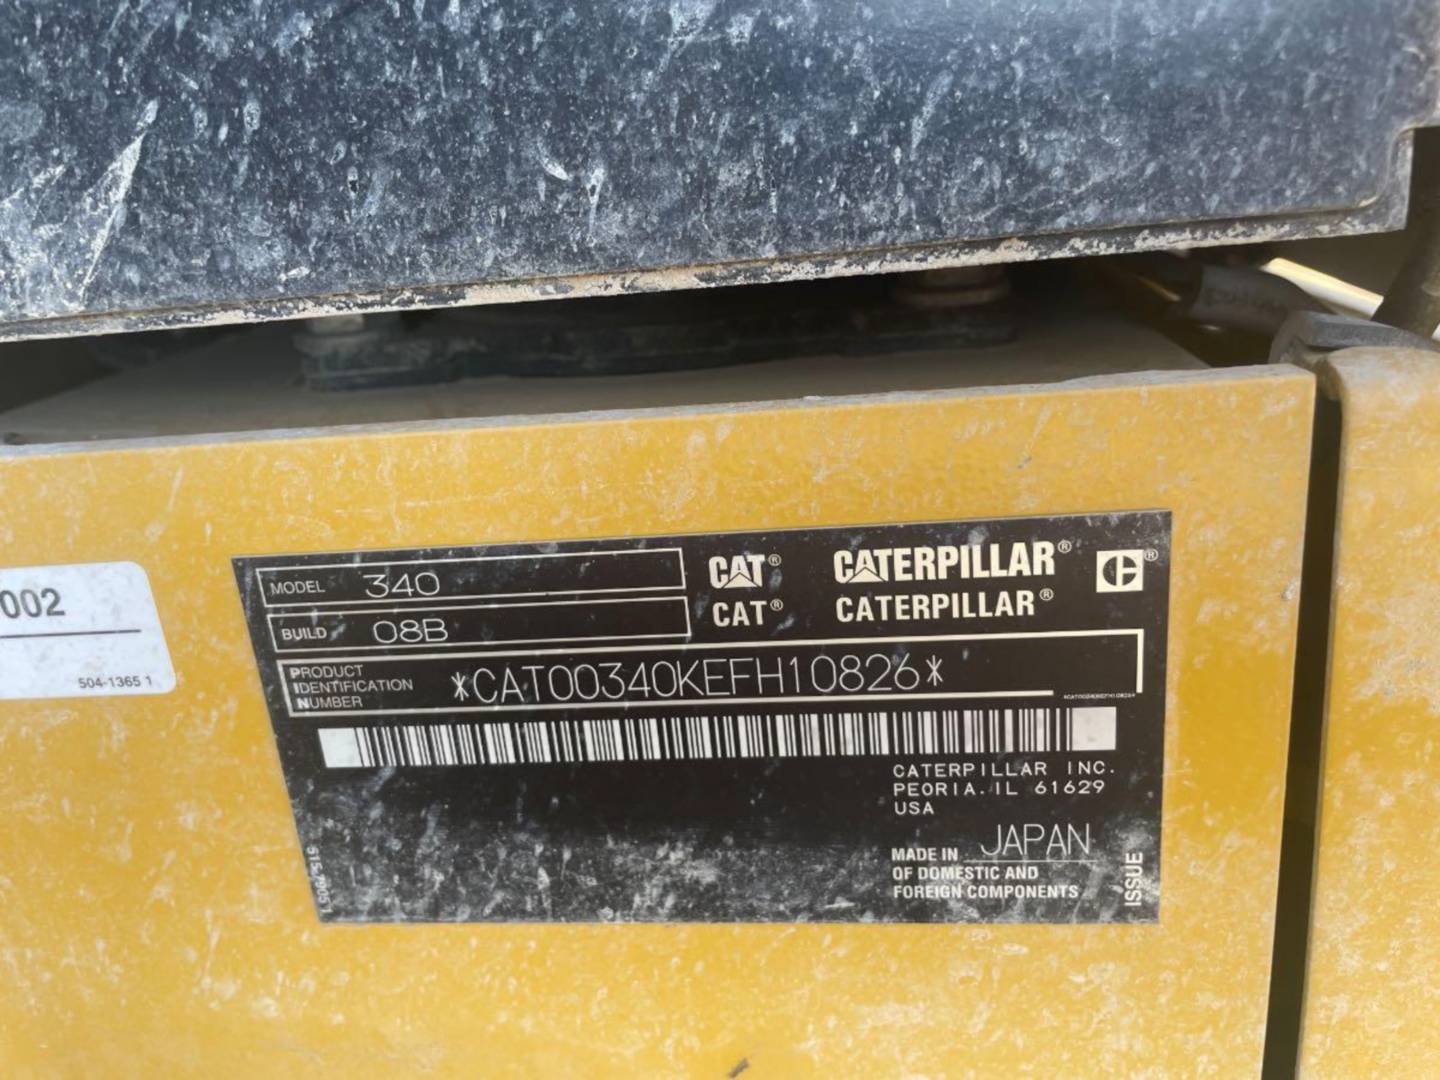 MODEL 340
BUILD 08B
CAT® CATERPILLAR®
CAT® CATERPILLAR®
PRODUCT
IDENTIFICATION
NUMBER
*CAT00340KEFH10826*
*CAT00340KEFH10826*
CATERPILLAR INC.
PEORIA. IL 61629
USA
MADE IN JAPAN
OF DOMESTIC AND
FOREIGN COMPONENTS
ISSUE
002
504-1365 1